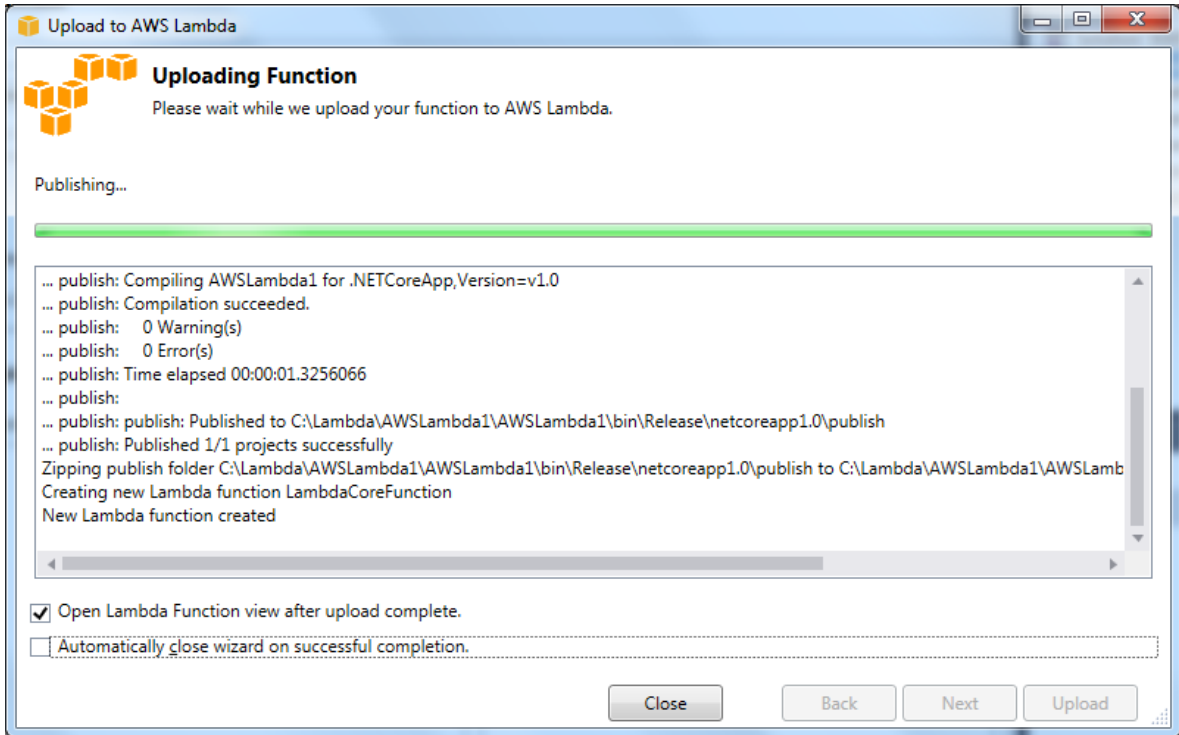 Upload to AWS Lambda
Uploading Function
Please wait while we upload your function to AWS Lambda.
Publishing...
... publish: Compiling AWSLambda1 for .NETCoreApp,Version=v1.0
... publish: Compilation succeeded.
... publish:    0 Warning(s)
... publish:    0 Error(s)
... publish: Time elapsed 00:00:01.3256066
... publish:
... publish: publish: Published to C:\Lambda\AWSLambda1\AWSLambda1\bin\Release\netcoreapp1.0\publish
... publish: Published 1/1 projects successfully
Zipping publish folder C:\Lambda\AWSLambda1\AWSLambda1\bin\Release\netcoreapp1.0\publish to C:\Lambda\AWSLambda1\AWSLamb
Creating new Lambda function LambdaCoreFunction
New Lambda function created
Open Lambda Function view after upload complete.
Automatically close wizard on successful completion.
Close Back Next Upload